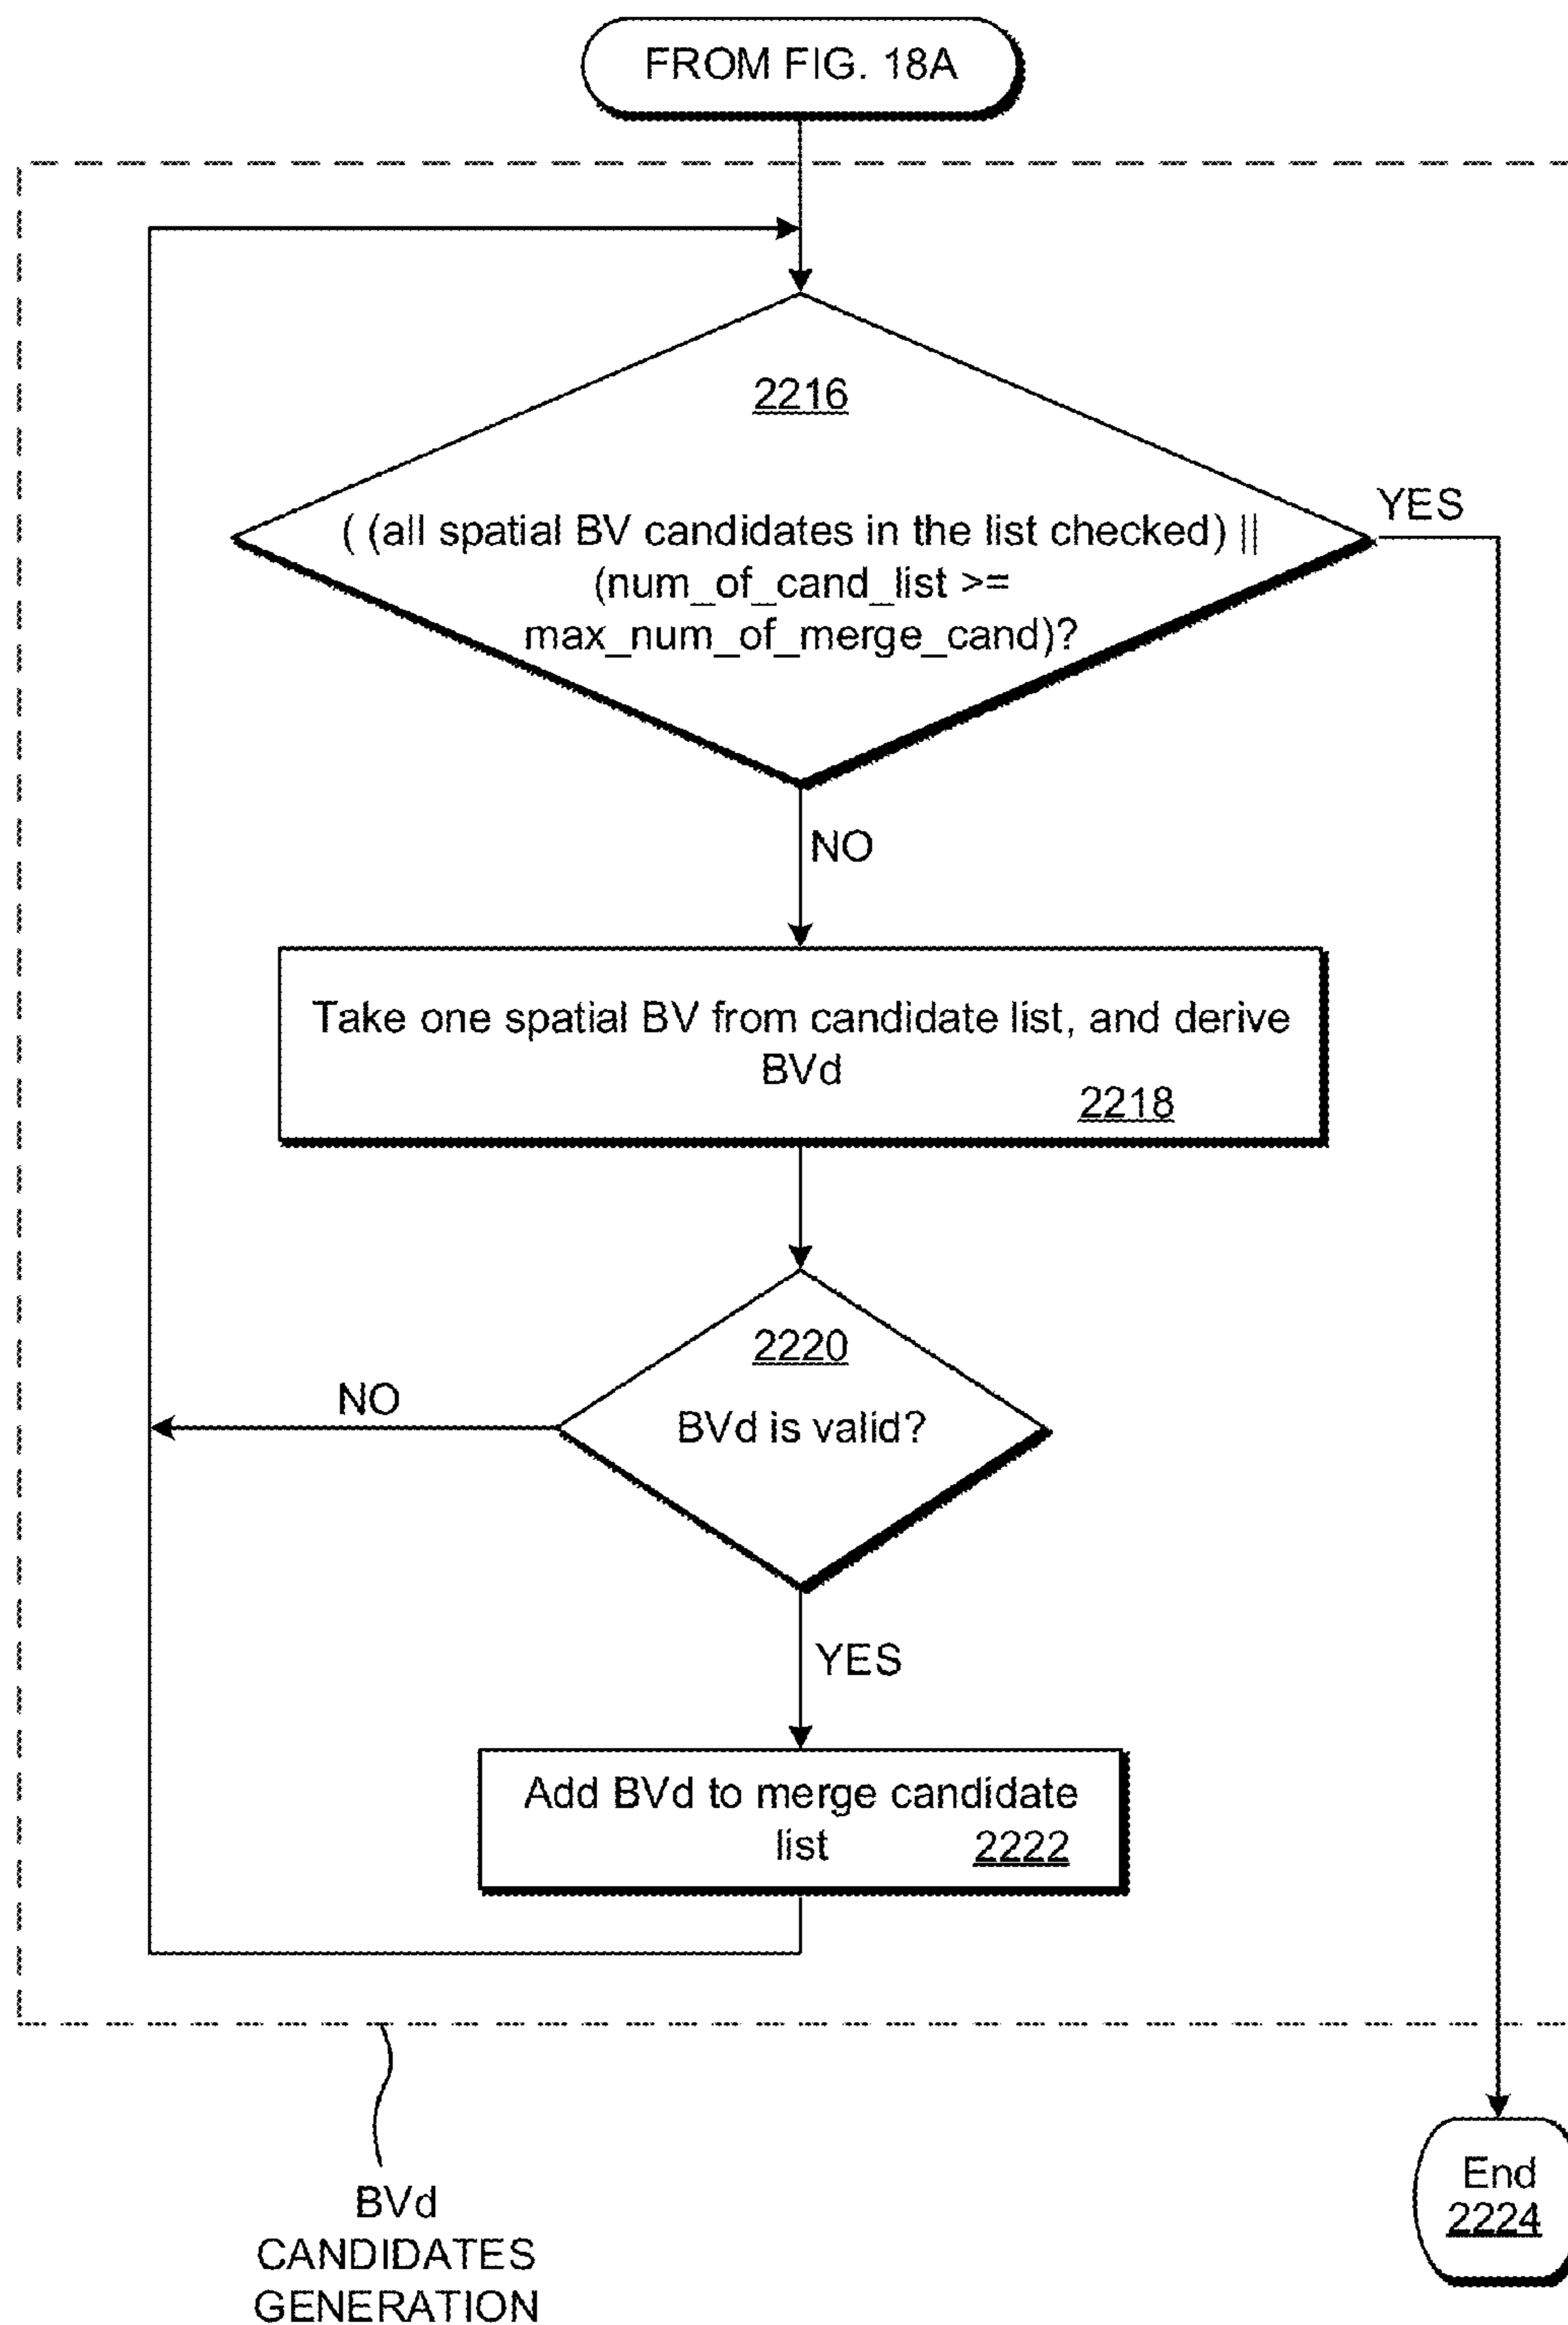 FROM FIG. 18A
2216
( (all spatial BV candidates in the list checked) ||
(num_of_cand_list >=
max_num_of_merge_cand)?
YES
NO
Take one spatial BV from candidate list, and derive
BVd
2218
2220
BVd is valid?
NO
YES
Add BVd to merge candidate
list 2222
BVd
CANDIDATES
GENERATION
End
2224